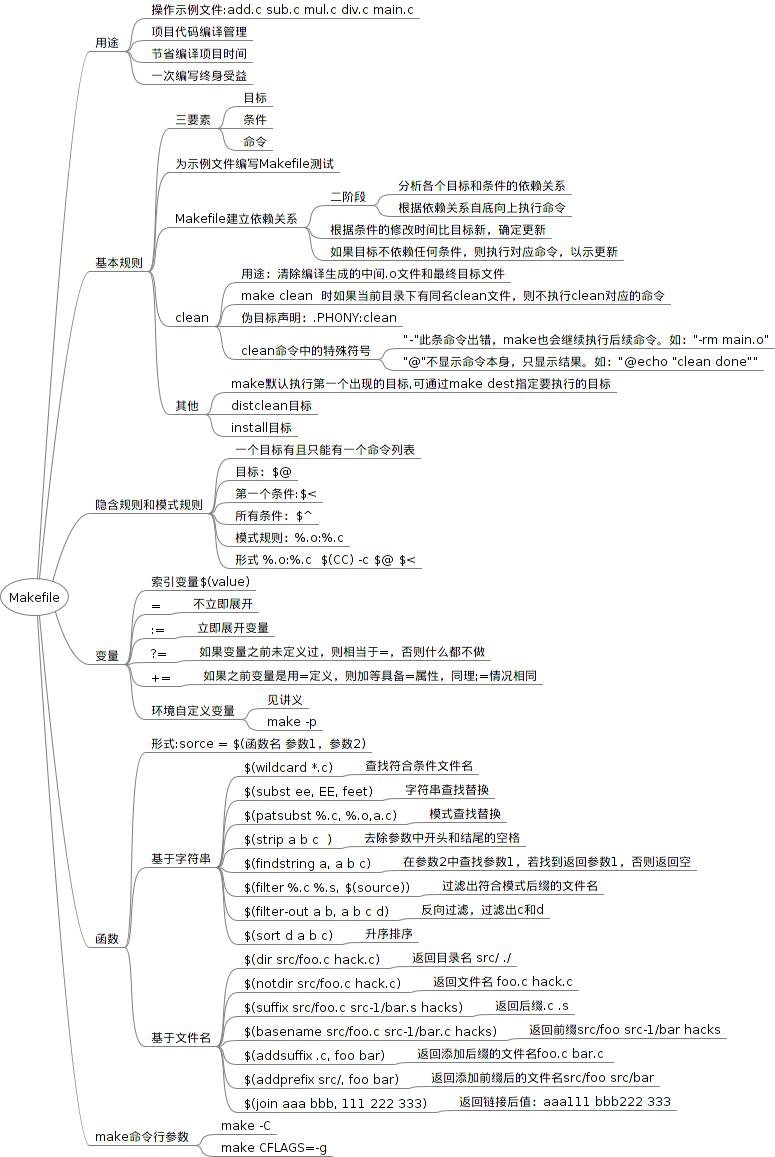 Makefile
用途
操作示例文件:add.c sub.c mul.c div.c main.c
项目代码编译管理
节省编译项目时间
一次编写终身受益
基本规则
三要素
目标
条件
命令
为示例文件编写Makefile测试
Makefile建立依赖关系
二阶段
分析各个目标和条件的依赖关系
根据依赖关系自底向上执行命令
根据条件的修改时间比目标新，确定更新
如果目标不依赖任何条件，则执行对应命令，以示更新
clean
用途：清除编译生成的中间.o文件和最终目标文件
make clean 时如果当前目录下有同名clean文件，则不执行clean对应的命令
伪目标声明：.PHONY:clean
clean命令中的特殊符号
"-"此条命令出错，make也会继续执行后续命令。如："-rm main.o"
"@"不显示命令本身，只显示结果。如："@echo "clean done""
其他
make默认执行第一个出现的目标,可通过make dest指定要执行的目标
distclean目标
install目标
隐含规则和模式规则
一个目标有且只能有一个命令列表
目标：$@
第一个条件:$<
所有条件：$^
模式规则：%.o:%.c
形式 %.o:%.c $(CC) -c $@ $<
变量
索引变量$(value)
= 不立即展开
:= 立即展开变量
?= 如果变量之前未定义过，则相当于=，否则什么都不做
+= 如果之前变量是用=定义，则加等具备=属性，同理;=情况相同
环境自定义变量
见讲义
make -p
函数
形式:sorce = $(函数名 参数1，参数2)
基于字符串
$(wildcard *.c) 查找符合条件文件名
$(subst ee, EE, feet) 字符串查找替换
$(patsubst %.c, %.o,a.c) 模式查找替换
$(strip a b c ) 去除参数中开头和结尾的空格
$(findstring a, a b c) 在参数2中查找参数1，若找到返回参数1，否则返回空
$(filter %.c %.s, $(source)) 过滤出符合模式后缀的文件名
$(filter-out a b, a b c d) 反向过滤，过滤出c和d
$(sort d a b c) 升序排序
基于文件名
$(dir src/foo.c hack.c) 返回目录名 src/ ./
$(notdir src/foo.c hack.c) 返回文件名 foo.c hack.c
$(suffix src/foo.c src-1/bar.s hacks) 返回后缀.c .s
$(basename src/foo.c src-1/bar.c hacks) 返回前缀src/foo src-1/bar hacks
$(addsuffix .c, foo bar) 返回添加后缀的文件名foo.c bar.c
$(addprefix src/, foo bar) 返回添加前缀后的文件名src/foo src/bar
$(join aaa bbb, 111 222 333) 返回链接后值：aaa111 bbb222 333
make命令行参数
make -C
make CFLAGS=-g